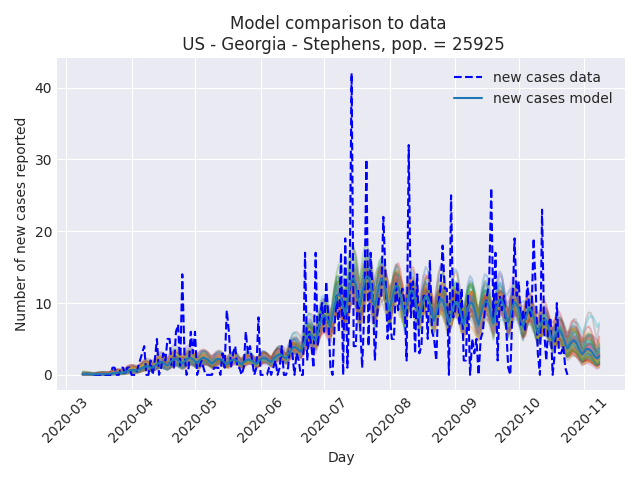 Model comparison to data
US - Georgia - Stephens, pop. = 25925
new cases data
new cases model
Number of new cases reported
40
30
20
10
0
2020-03
2020-04
2020-05
2020-06
2020-07
2020-08
2020-09
2020-10
2020-11
Day